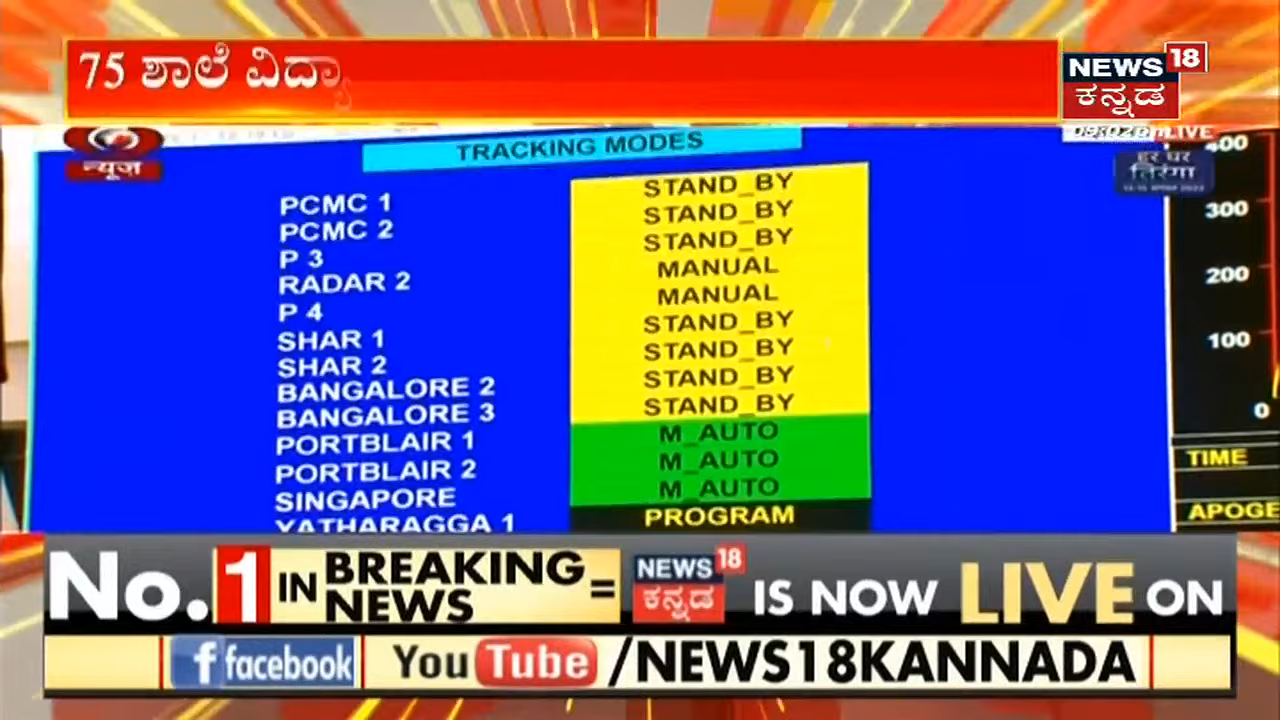 75 ಶಾಲೆ ವಿದ್ಯಾ
NEWS 18
ಕನ್ನಡ
LIVE
न्यूज़
हर घर
तिरंगा
TRACKING MODES
PCMC 1 STAND_BY
PCMC 2 STAND_BY
P 3 STAND_BY
RADAR 2 MANUAL
P 4 MANUAL
SHAR 1 STAND_BY
SHAR 2 STAND_BY
BANGALORE 2 STAND_BY
BANGALORE 3 STAND_BY
PORTBLAIR 1 M_AUTO
PORTBLAIR 2 M_AUTO
SINGAPORE M_AUTO
YATHARAGGA 1 PROGRAM
400
300
200
100
0
TIME
APOGE
No.1 IN BREAKING NEWS = NEWS 18 ಕನ್ನಡ IS NOW LIVE ON
facebook YouTube /NEWS18KANNADA